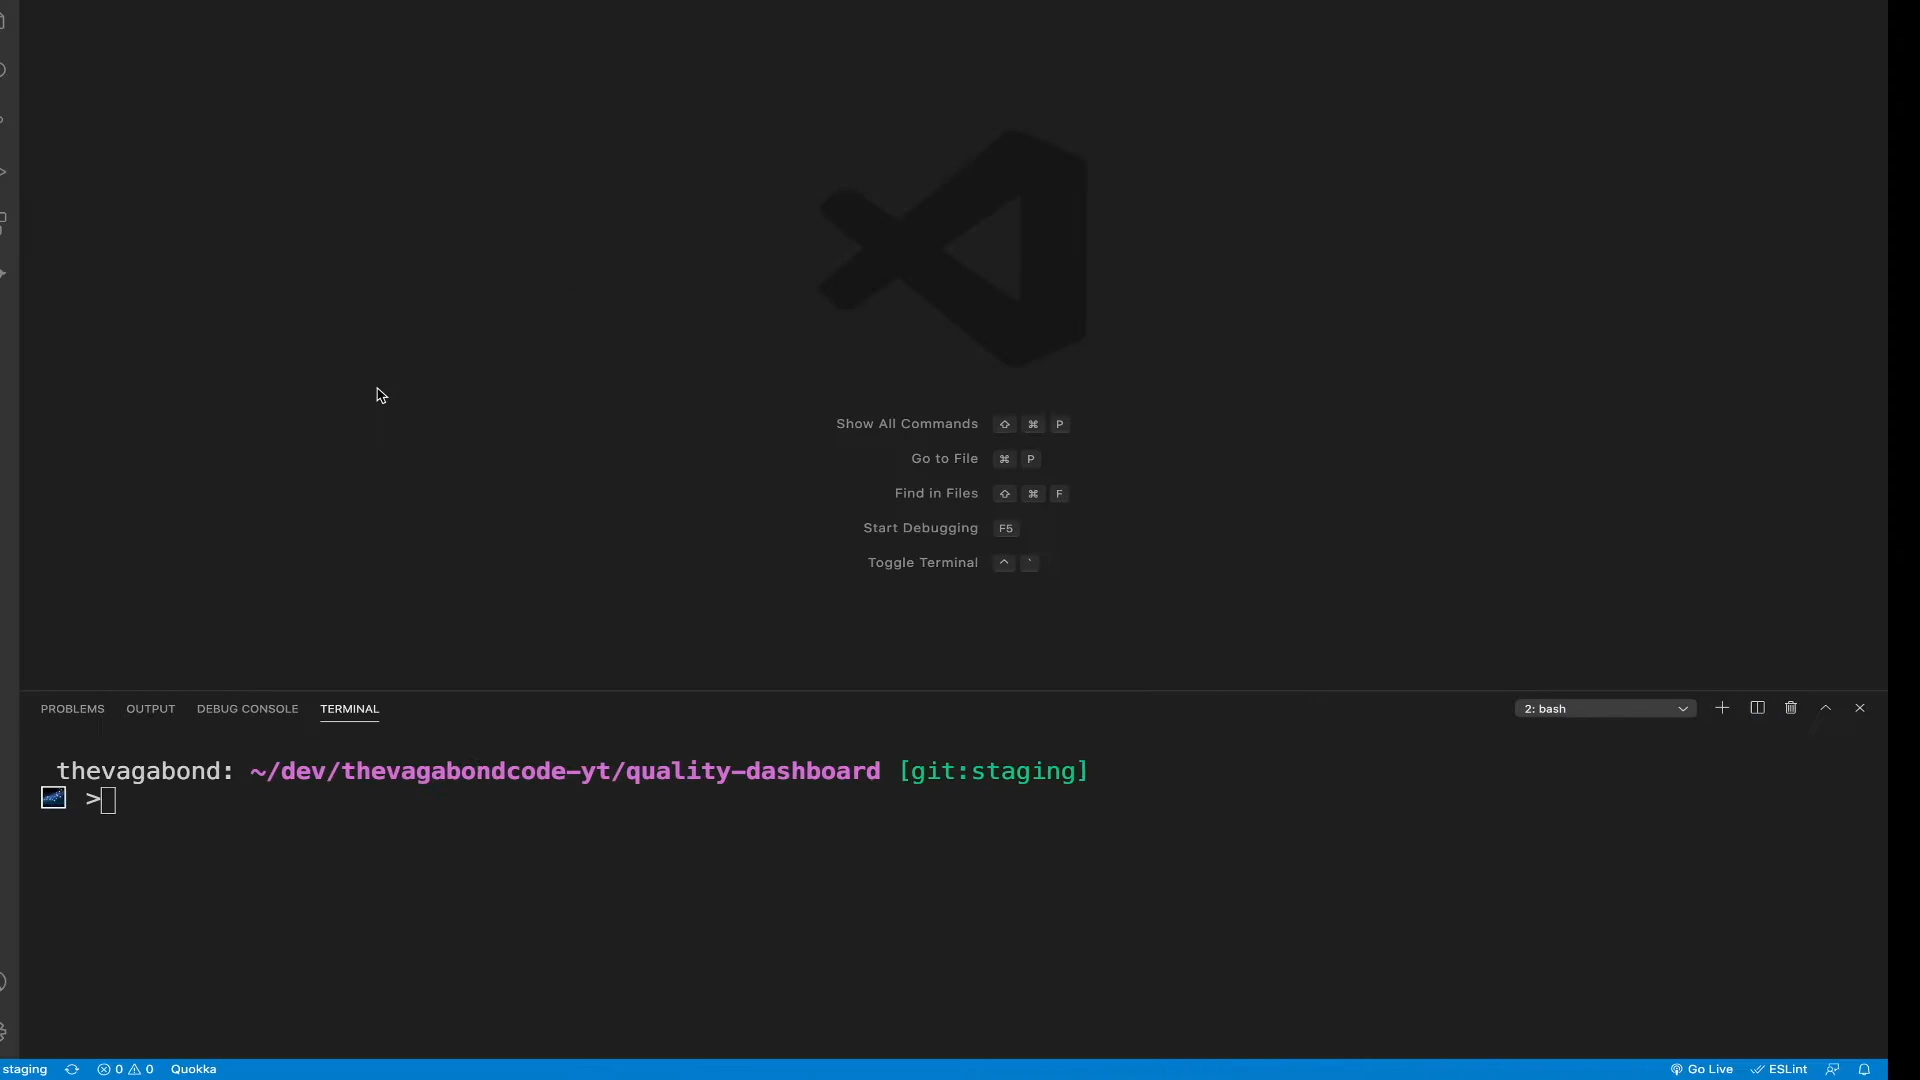 Show All Commands ⇧ ⌘ P
Go to File ⌘ P
Find in Files ⇧ ⌘ F
Start Debugging F5
Toggle Terminal ^ `
PROBLEMS OUTPUT DEBUG CONSOLE TERMINAL 2: bash
thevagabond: ~/dev/thevagabondcode-yt/quality-dashboard [git:staging]
>
staging 0 0 Quokka Go Live ESLint